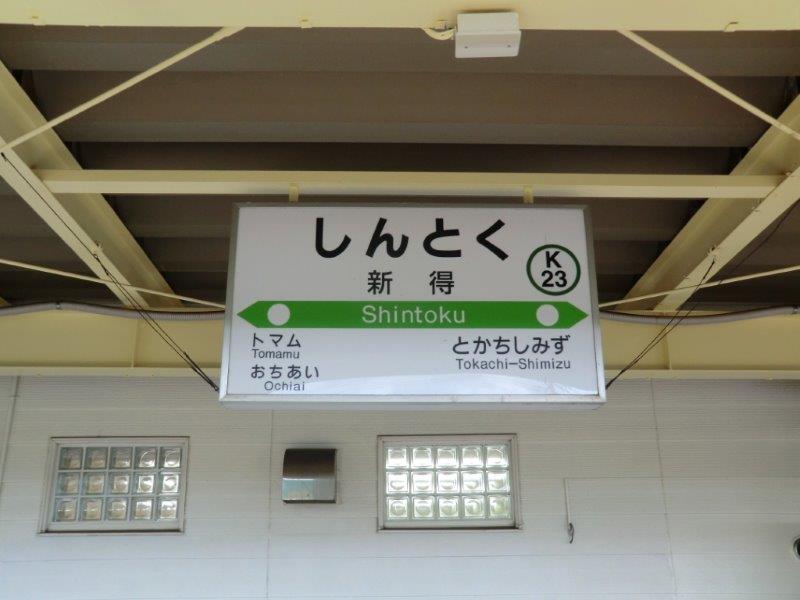 しんとく
新得
K
23
Shintoku
トマム
Tomamu
おちあい
Ochiai
とかちしみず
Tokachi-Shimizu